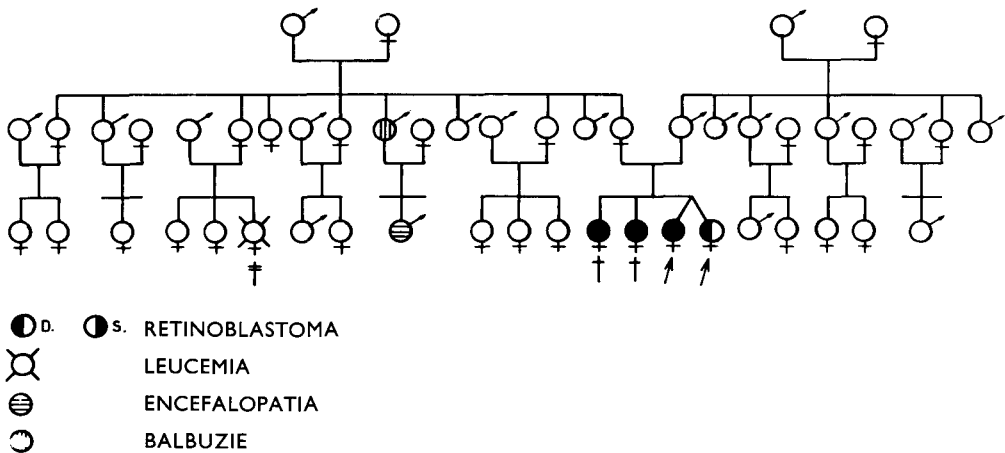 D. S. RETINOBLASTOMA
LEUCEMIA
ENCEFALOPATIA
BALBUZIE